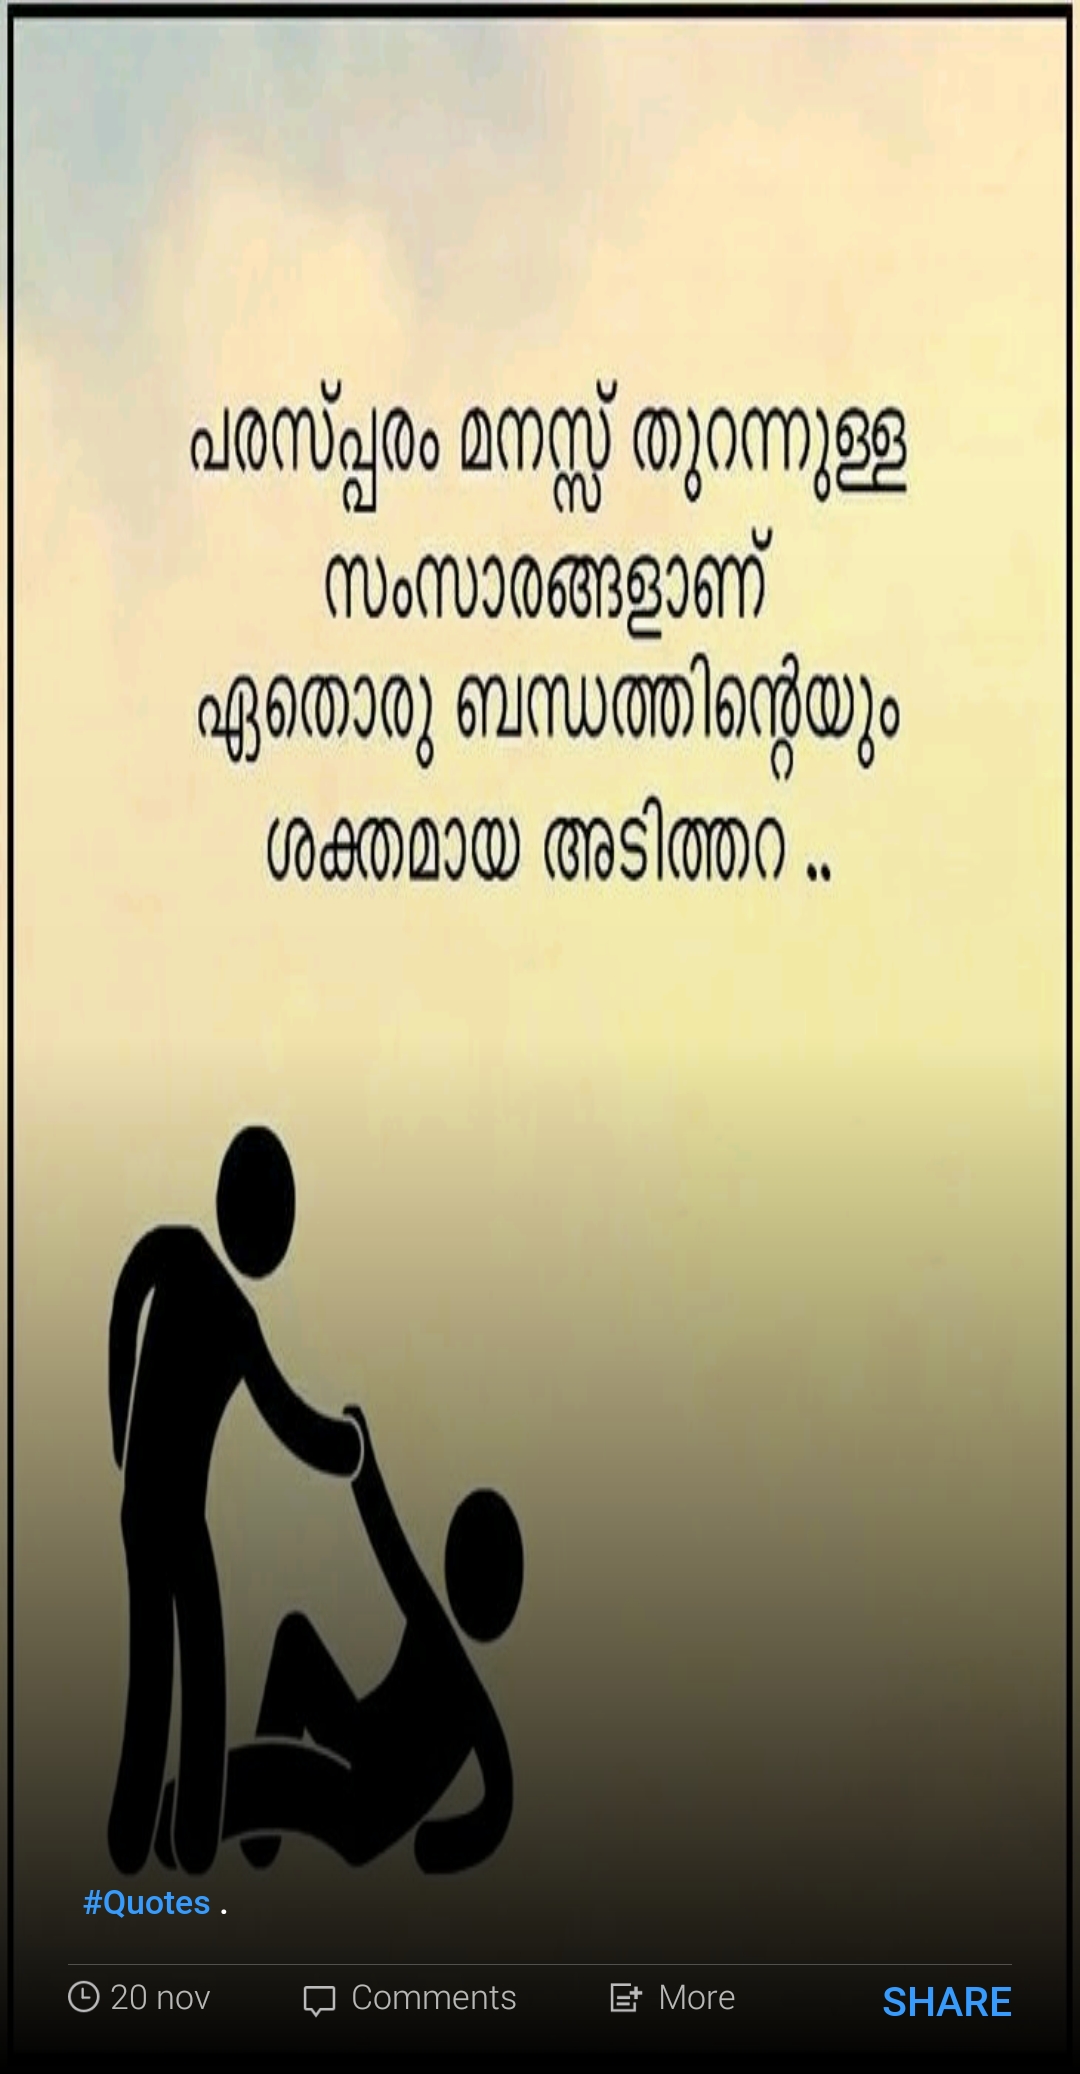 പരസ്പ്പരം മനസ്സ് തുറന്നുള്ള
സംസാരങ്ങളാണ്
ഏതൊരു ബന്ധത്തിന്റെയും
ശക്തമായ അടിത്തറ ..
#Quotes .
20 nov Comments More SHARE